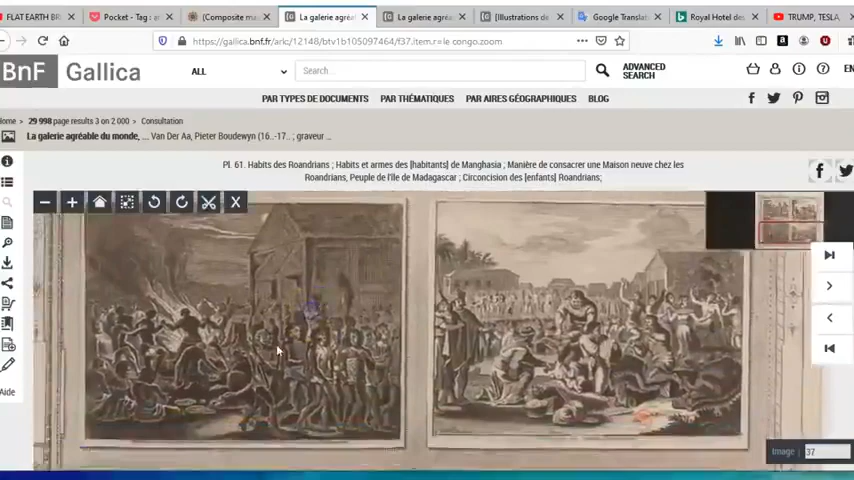 FLAT EARTH BR
Pocket - Tag :
(Composite ma
La galerie agréa
La galerie agréa
[Illustrations de
Google Translat
Royal Hotel des
TRUMP, TESLA,
https://gallica.bnf.fr/arlc/12148/btv1b105097464/f37.item.r=le congo.zoom
BnF Gallica
ALL
Search...
ADVANCED
SEARCH
EN
PAR TYPES DE DOCUMENTS PAR THÉMATIQUES PAR AIRES GÉOGRAPHIQUES BLOG
Home › 29 998 page results 3 on 2 000 › Consultation
La galerie agréable du monde, ... Van Der Aa, Pieter Boudewyn (16..-17.. ; graveur ...
Pl. 61. Habits des Roandrians ; Habits et armes des [habitants] de Manghasia ; Manière de consacrer une Maison neuve chez les
Roandrians, Peuple de l'île de Madagascar ; Circoncision des [enfants] Roandrians;
Aide
Image 37